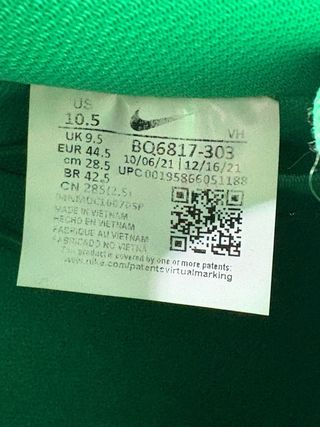 US
10.5
VH
UK 9.5
EUR 44.5
cm 28.5
BR 42.5
CN 285(2.5)
BQ6817-303
10/06/21 | 12/16/21
UPC 00195866051188
MADE IN VIETNAM
HECHO EN VIETNAM
FABRIQUE AU VIETNAM
FABRICADO NO VIETNA
This product is covered by one or more patents:
www.nike.com/patentsvirtualmarking